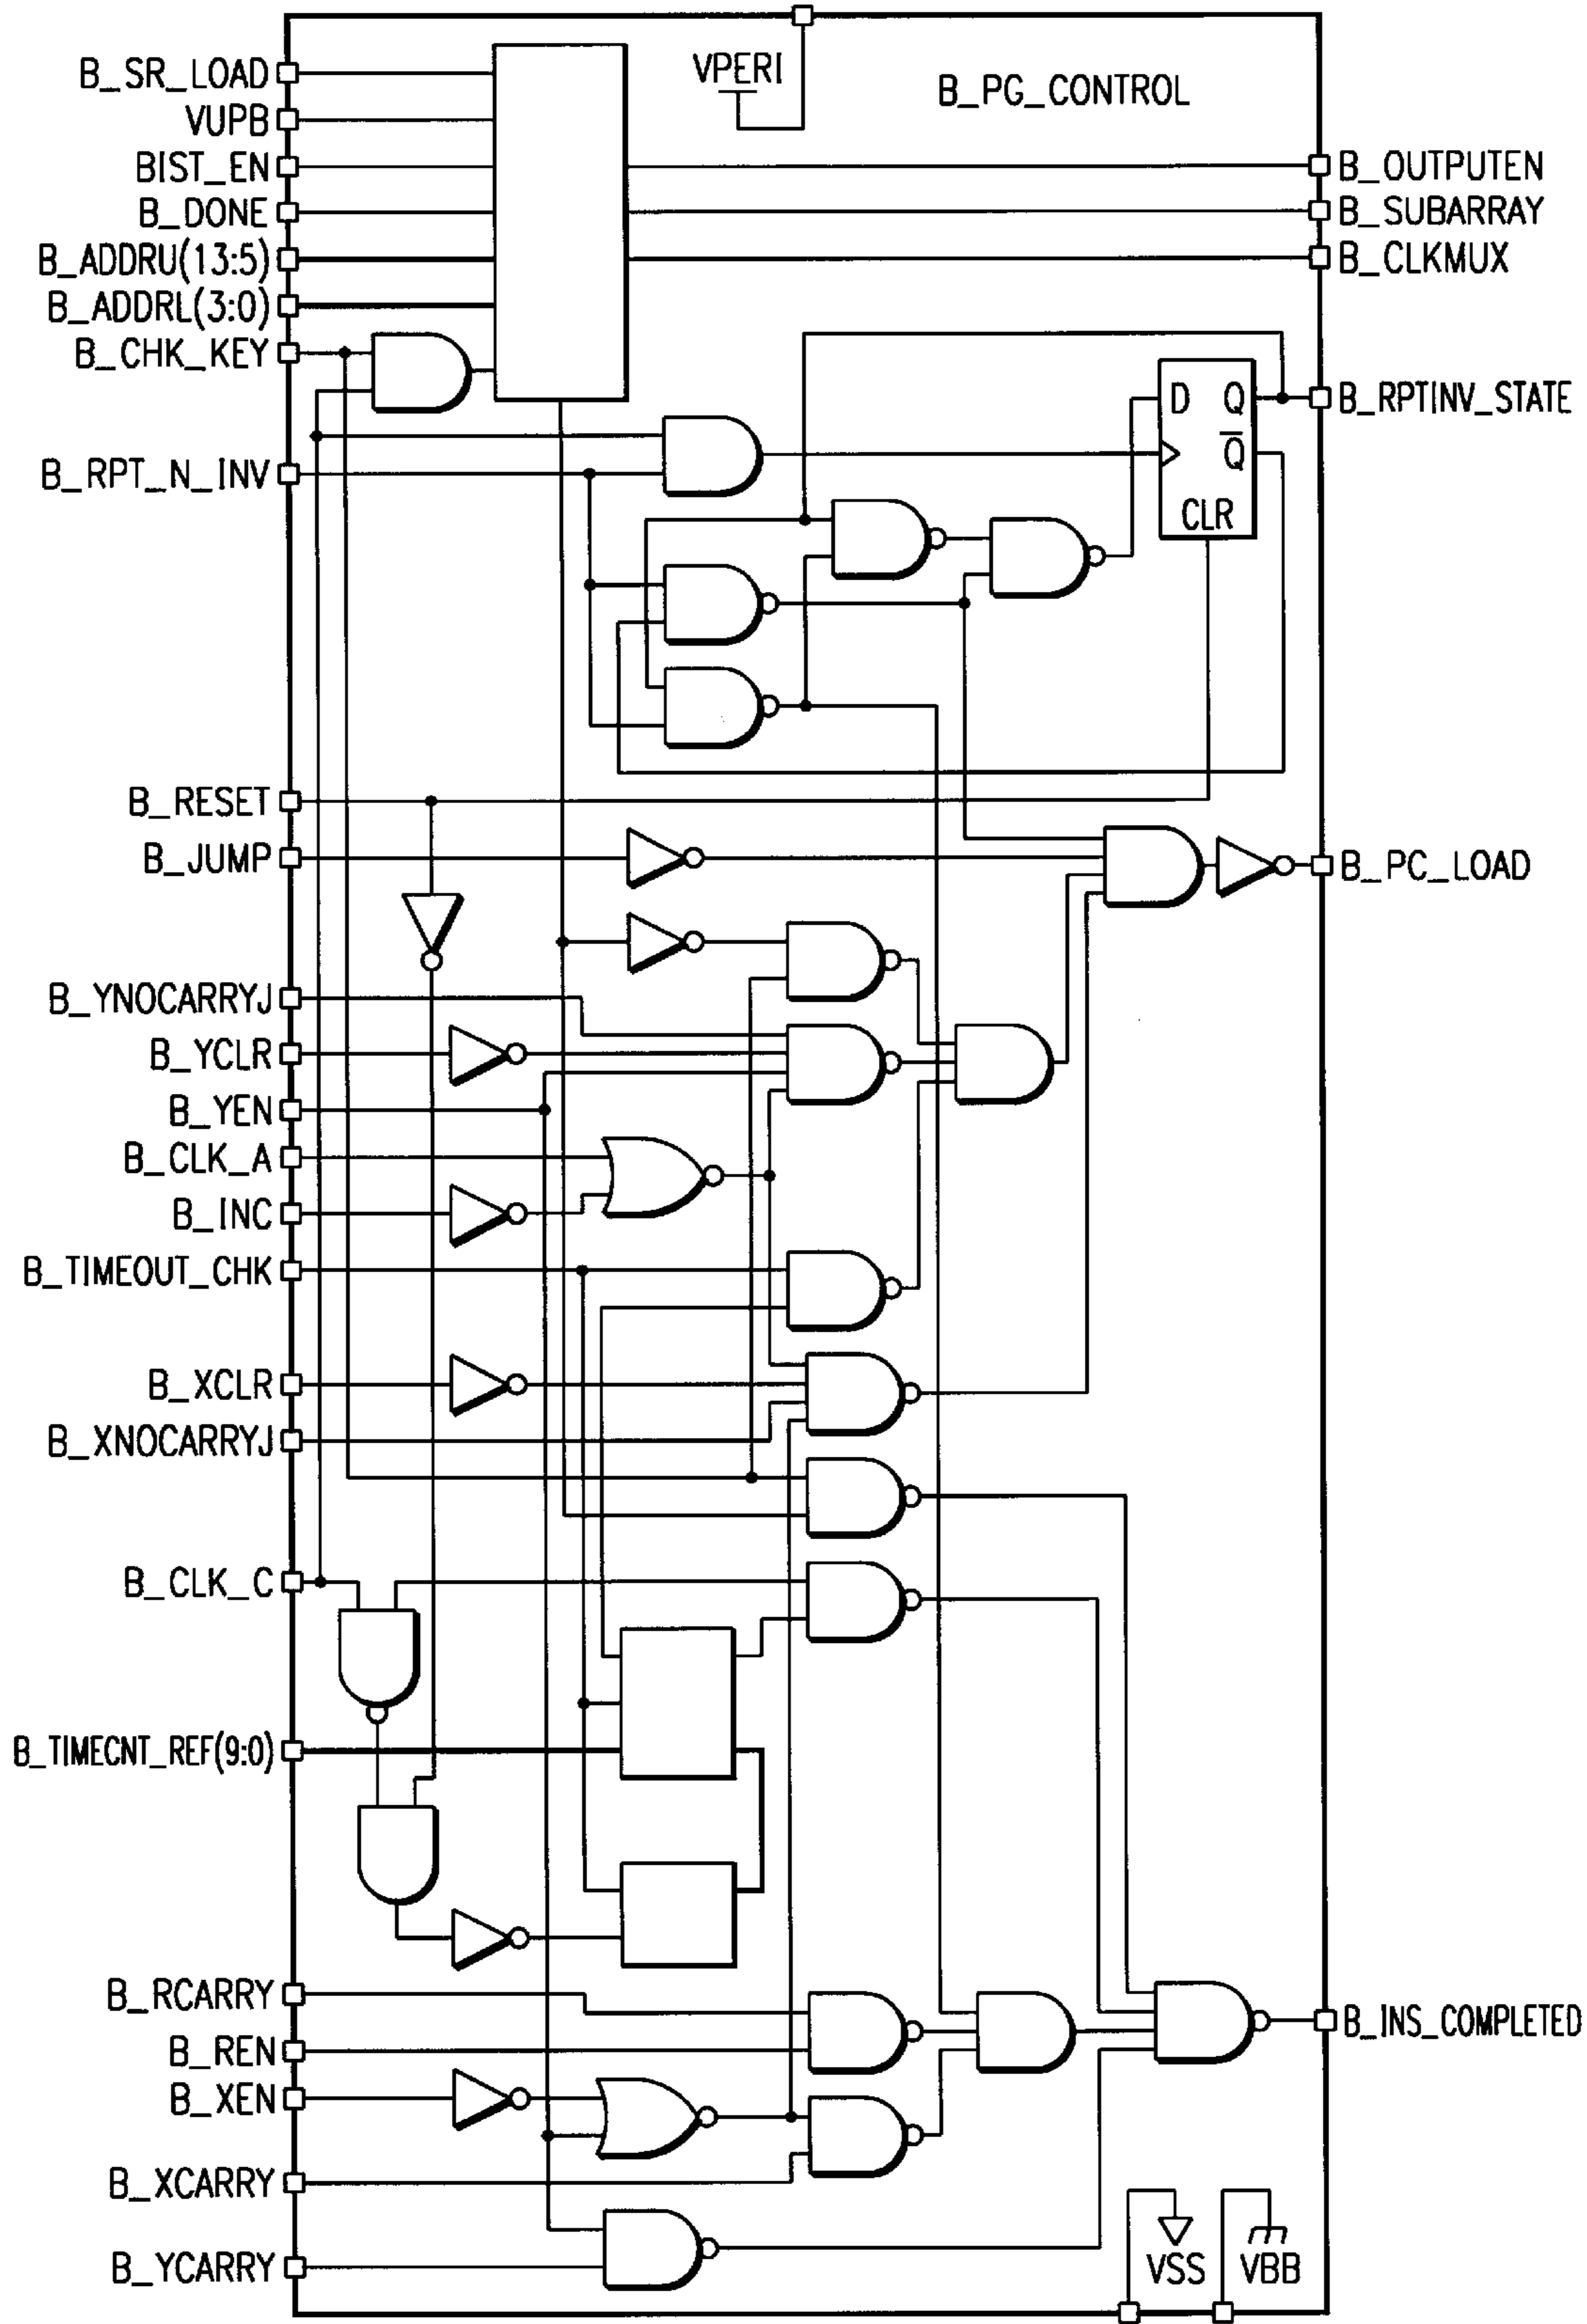 VPERI
B_PG_CONTROL
B_SR_LOAD
VUPB
BIST_EN
B_DONE
B_ADDRU(13:5)
B_ADDRL(3:0)
B_CHK_KEY
B_RPT_N_INV
B_OUTPUTEN
B_SUBARRAY
B_CLKMUX
D Q
Q
CLR
B_RPTINV_STATE
B_RESET
B_JUMP
B_PC_LOAD
B_YNOCARRYJ
B_YCLR
B_YEN
B_CLK_A
B_INC
B_TIMEOUT_CHK
B_XCLR
B_XNOCARRYJ
B_CLK_C
B_TIMECNT_REF(9:0)
B_RCARRY
B_REN
B_XEN
B_XCARRY
B_YCARRY
B_INS_COMPLETED
VSS
VBB